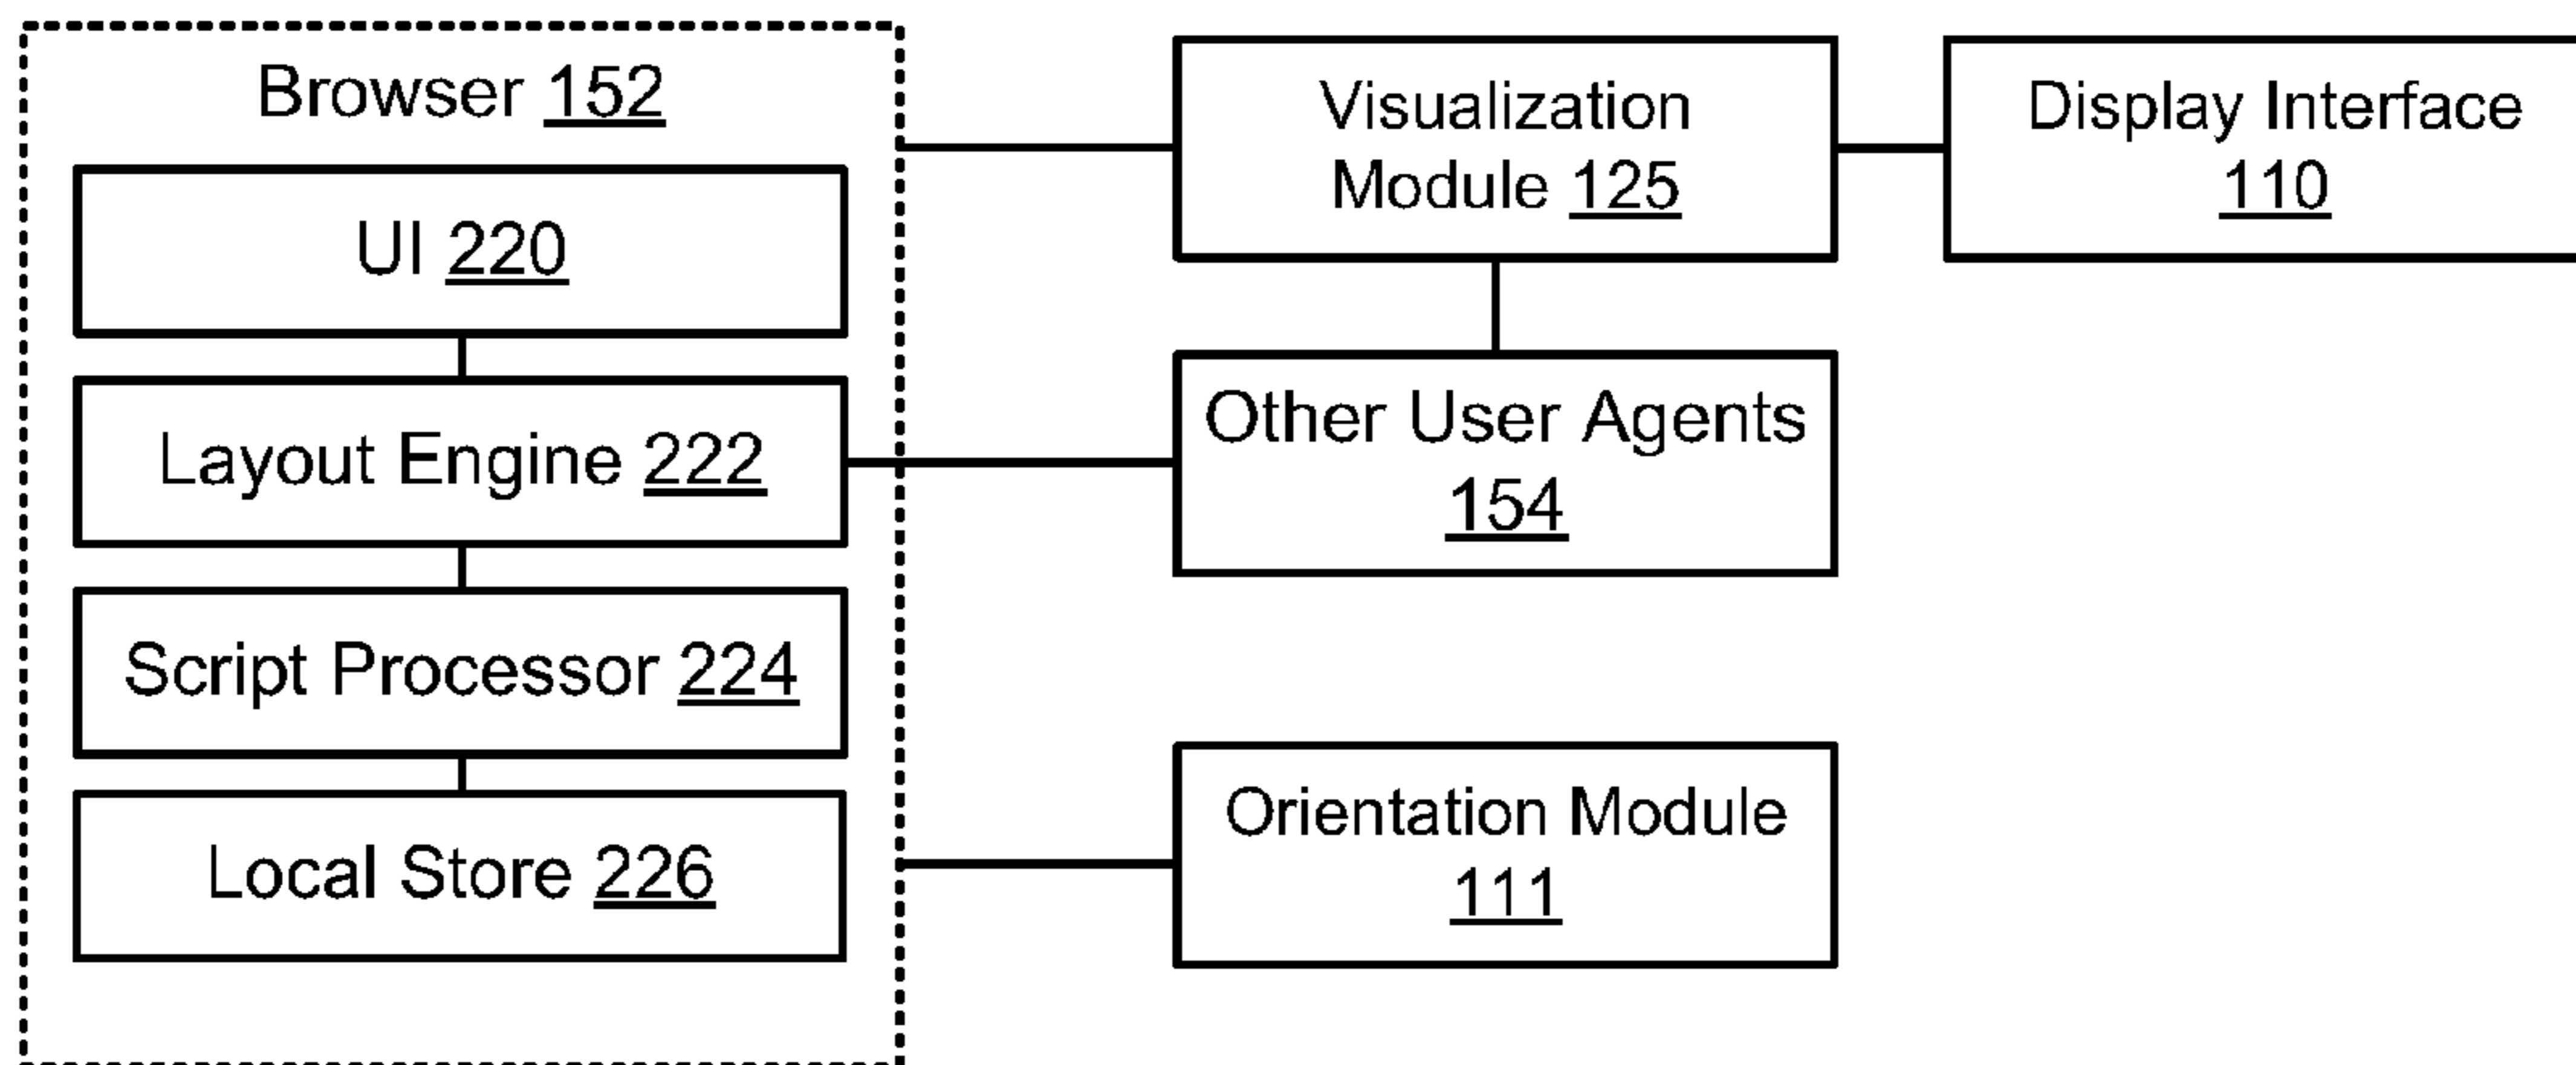 Browser 152
UI 220
Layout Engine 222
Script Processor 224
Local Store 226
Visualization
Module 125
Display Interface
110
Other User Agents
154
Orientation Module
111